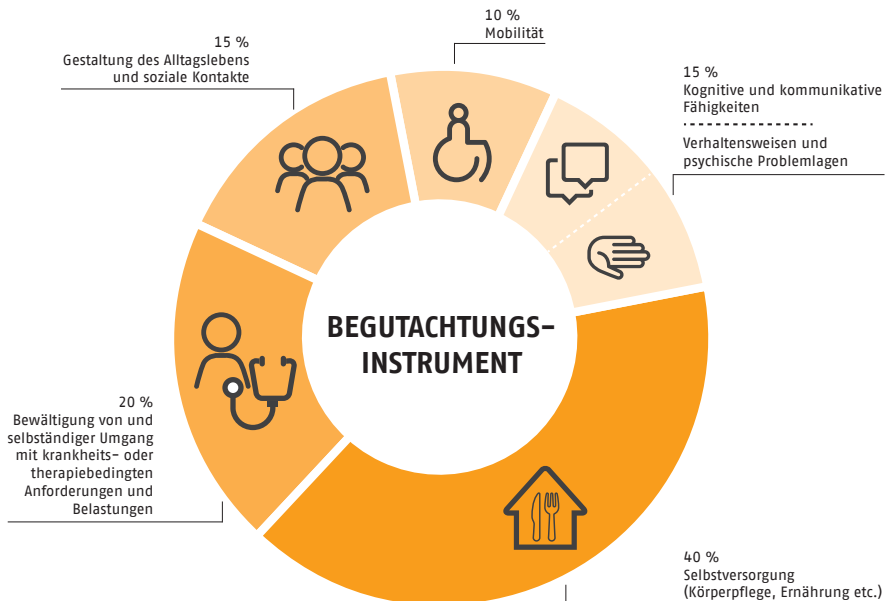 10 %
Mobilität
15 %
Gestaltung des Alltagslebens
und soziale Kontakte
15 %
Kognitive und kommunikative
Fähigkeiten
Verhaltensweisen und
psychische Problemlagen
BEGUTACHTUNGS-
INSTRUMENT
20 %
Bewältigung von und
selbständiger Umgang
mit krankheits- oder
therapiebedingten
Anforderungen und
Belastungen
40 %
Selbstversorgung
(Körperpflege, Ernährung etc.)